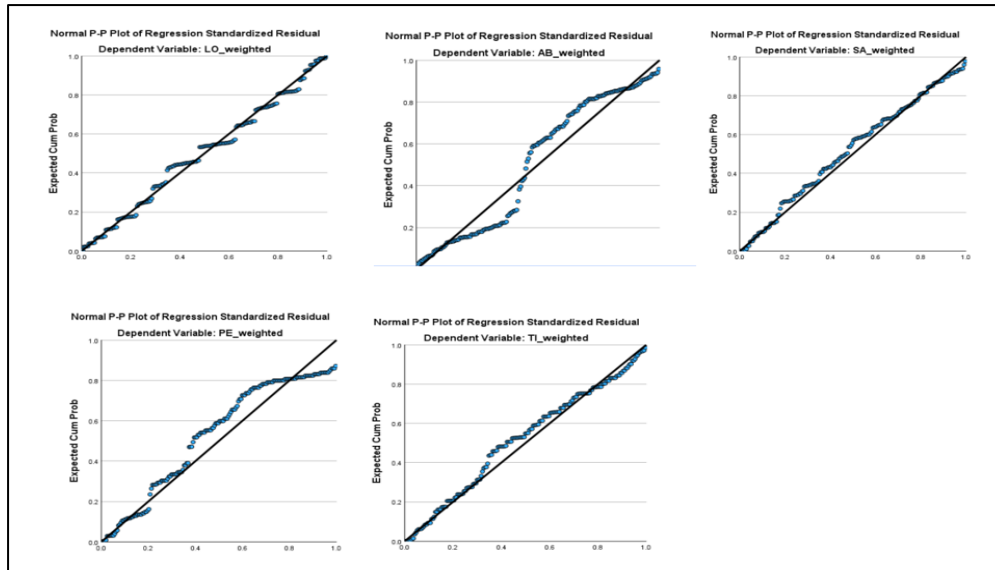 Normal P-P Plot of Regression Standardized Residual
Dependent Variable: LO_weighted
Expected Cum Prob
1.0
0.8
0.6
0.4
0.2
0.0
0.0 0.2 0.4 0.6 0.8 1.0
Normal P-P Plot of Regression Standardized Residual
Dependent Variable: AB_weighted
Expected Cum Prob
1.0
0.8
0.6
0.4
0.2
Normal P-P Plot of Regression Standardized Residual
Dependent Variable: SA_weighted
Expected Cum Prob
1.0
0.8
0.6
0.4
0.2
0.0
0.0 0.2 0.4 0.6 0.8 1.0
Normal P-P Plot of Regression Standardized Residual
Dependent Variable: PE_weighted
Expected Cum Prob
1.0
0.8
0.6
0.4
0.2
0.0
0.0 0.2 0.4 0.6 0.8 1.0
Normal P-P Plot of Regression Standardized Residual
Dependent Variable: TI_weighted
Expected Cum Prob
1.0
0.8
0.6
0.4
0.2
0.0
0.0 0.2 0.4 0.6 0.8 1.0